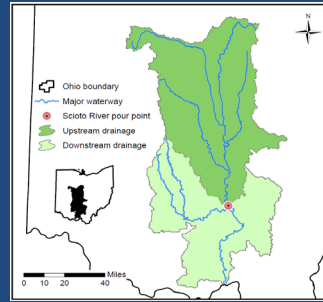 N
Ohio boundary
Major waterway
Scioto River pour point
Upstream drainage
Downstream drainage
Miles
0 10 20 40